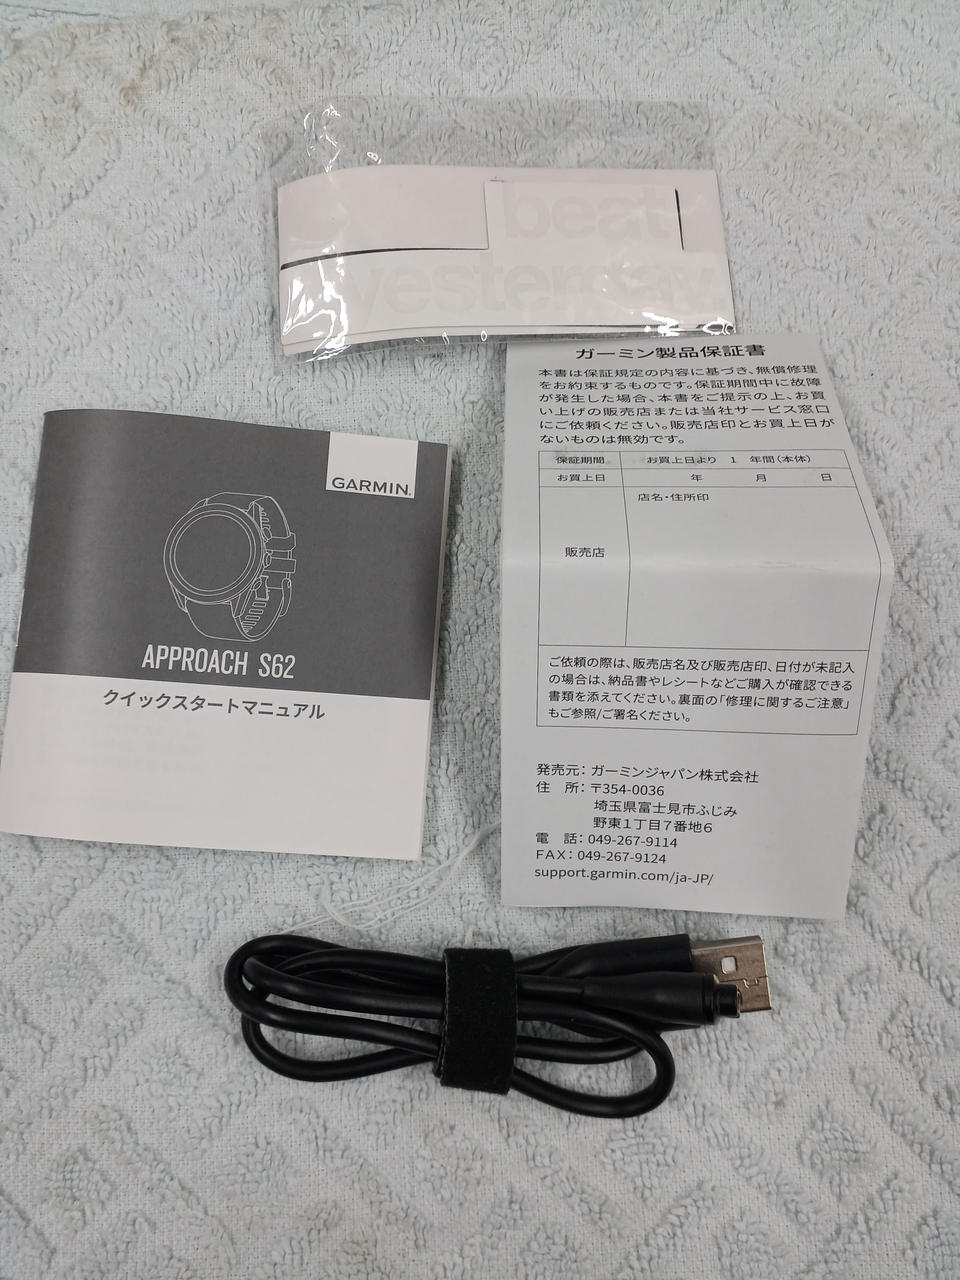 beat
yesterday.
GARMIN.
APPROACH S62
クイックスタートマニュアル
ガーミン製品保証書
本書は保証規定の内容に基づき、無償修理
をお約束するものです。保証期間中に故障
が発生した場合、本書をご提示の上、お買
い上げの販売店または当社サービス窓口
にご依頼ください。販売店印とお買上日が
ないものは無効です。
保証期間 お買上日より 1 年間(本体)
お買上日 年 月 日
店名・住所印
販売店
ご依頼の際は、販売店名及び販売店印、日付が未記入
の場合は、納品書やレシートなどご購入が確認できる
書類を添えてください。裏面の「修理に関するご注意」
もご参照/ご署名ください。
発売元: ガーミンジャパン株式会社
住 所: 〒354-0036
埼玉県富士見市ふじみ
野東1丁目7番地6
電 話: 049-267-9114
FAX: 049-267-9124
support.garmin.com/ja-JP/